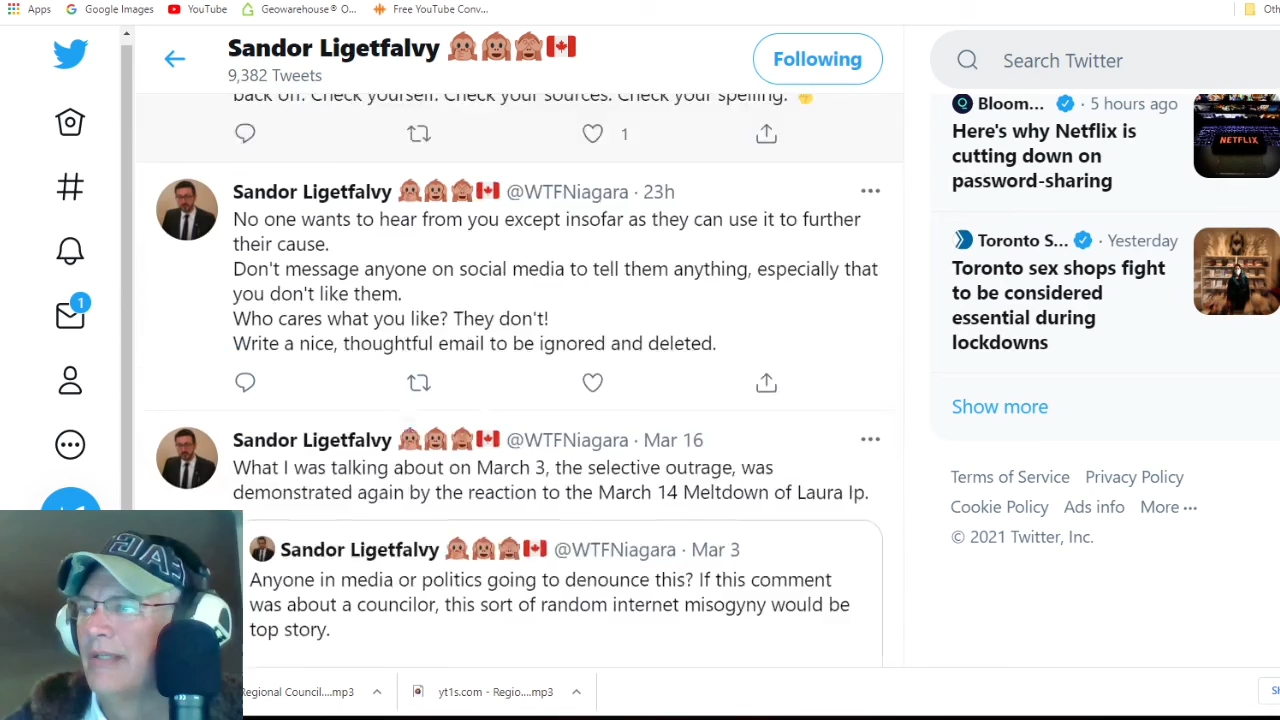 Apps Google Images YouTube Geowarehouse® O... Free YouTube Conv... Oth
Sandor Ligetfalvy
9,382 Tweets
Following
back off. Check yourself. Check your sources. Check your spelling.
1
Sandor Ligetfalvy @WTFNiagara · 23h
No one wants to hear from you except insofar as they can use it to further
their cause.
Don't message anyone on social media to tell them anything, especially that
you don't like them.
Who cares what you like? They don't!
Write a nice, thoughtful email to be ignored and deleted.
Sandor Ligetfalvy @WTFNiagara · Mar 16
What I was talking about on March 3, the selective outrage, was
demonstrated again by the reaction to the March 14 Meltdown of Laura Ip.
Sandor Ligetfalvy @WTFNiagara · Mar 3
Anyone in media or politics going to denounce this? If this comment
was about a councilor, this sort of random internet misogyny would be
top story.
1
Search Twitter
Bloom... · 5 hours ago
Here's why Netflix is
cutting down on
password-sharing
NETFLIX
Toronto S... · Yesterday
Toronto sex shops fight
to be considered
essential during
lockdowns
Show more
Terms of Service Privacy Policy
Cookie Policy Ads info More ···
© 2021 Twitter, Inc.
Regional Council....mp3
yt1s.com - Regio....mp3